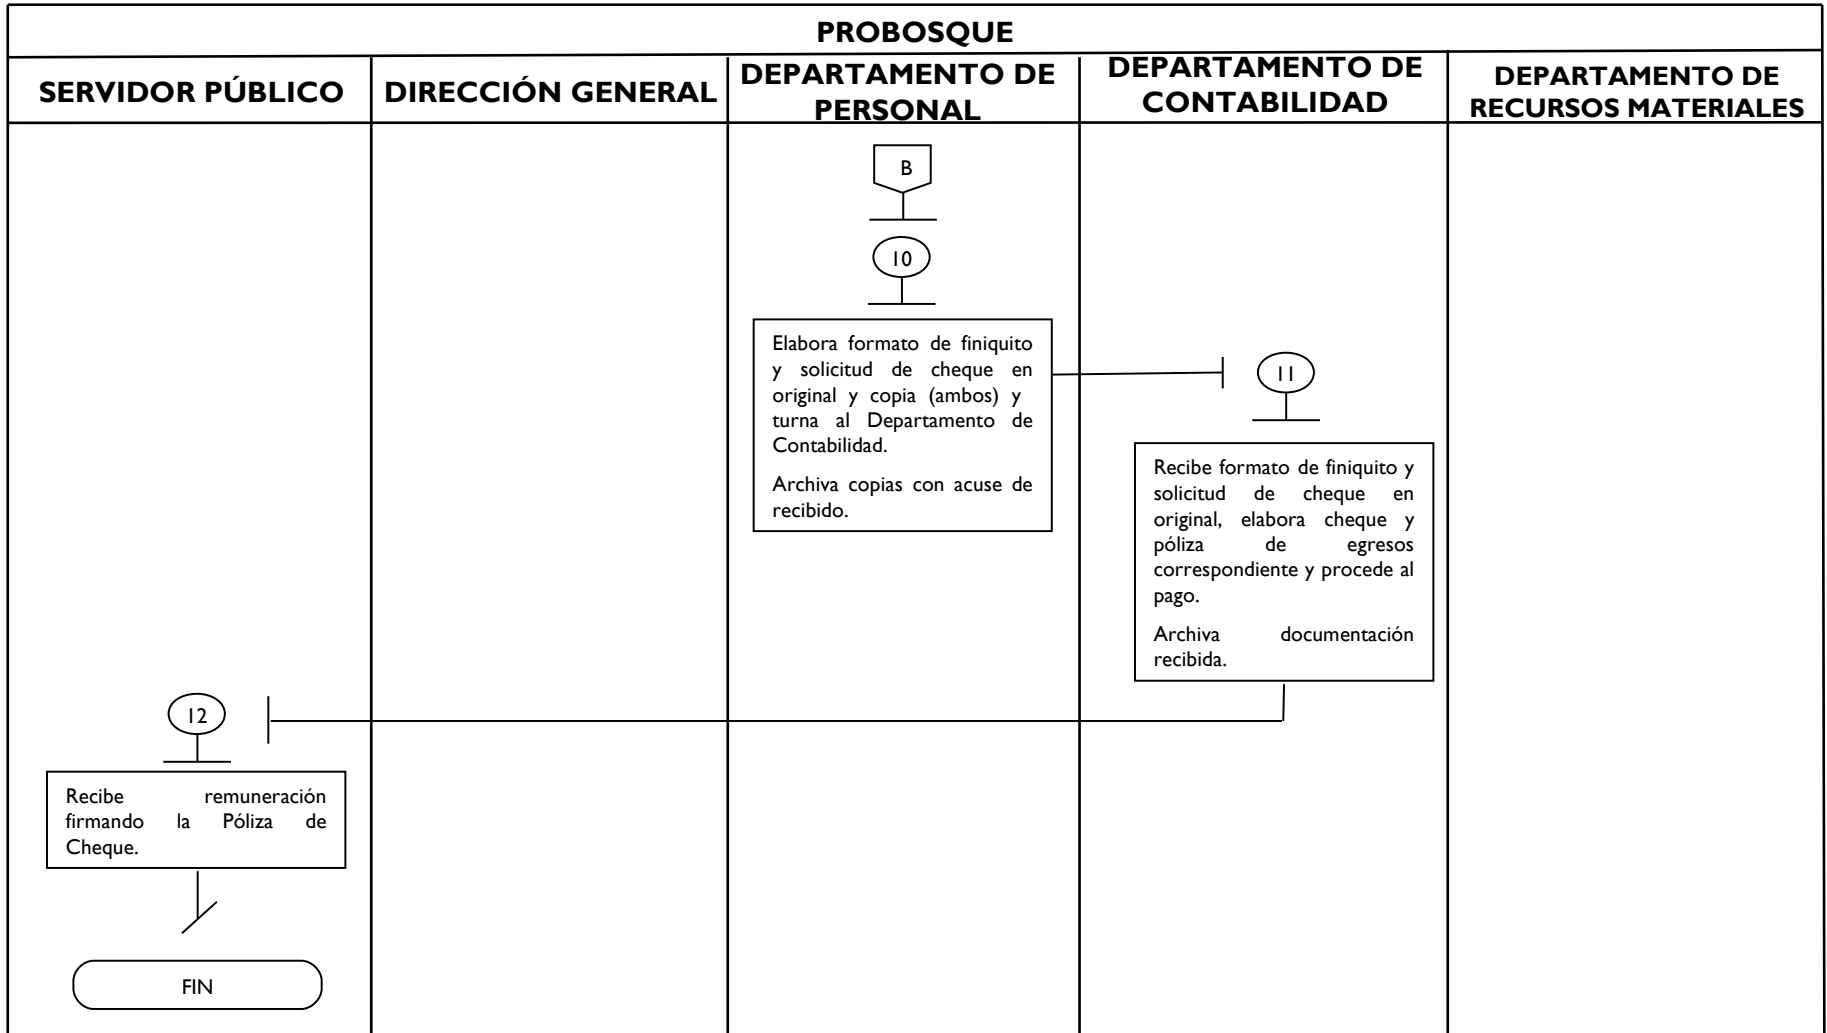 PROBOSQUE
SERVIDOR PÚBLICO
DIRECCIÓN GENERAL
DEPARTAMENTO DE
PERSONAL
DEPARTAMENTO DE
CONTABILIDAD
DEPARTAMENTO DE
RECURSOS MATERIALES
B
10
Elabora formato de finiquito
y solicitud de cheque en
original y copia (ambos) y
turna al Departamento de
Contabilidad.
Archiva copias con acuse de
recibido.
11
Recibe formato de finiquito y
solicitud de cheque en
original, elabora cheque y
póliza de egresos
correspondiente y procede al
pago.
Archiva documentación
recibida.
12
Recibe remuneración
firmando la Póliza de
Cheque.
FIN